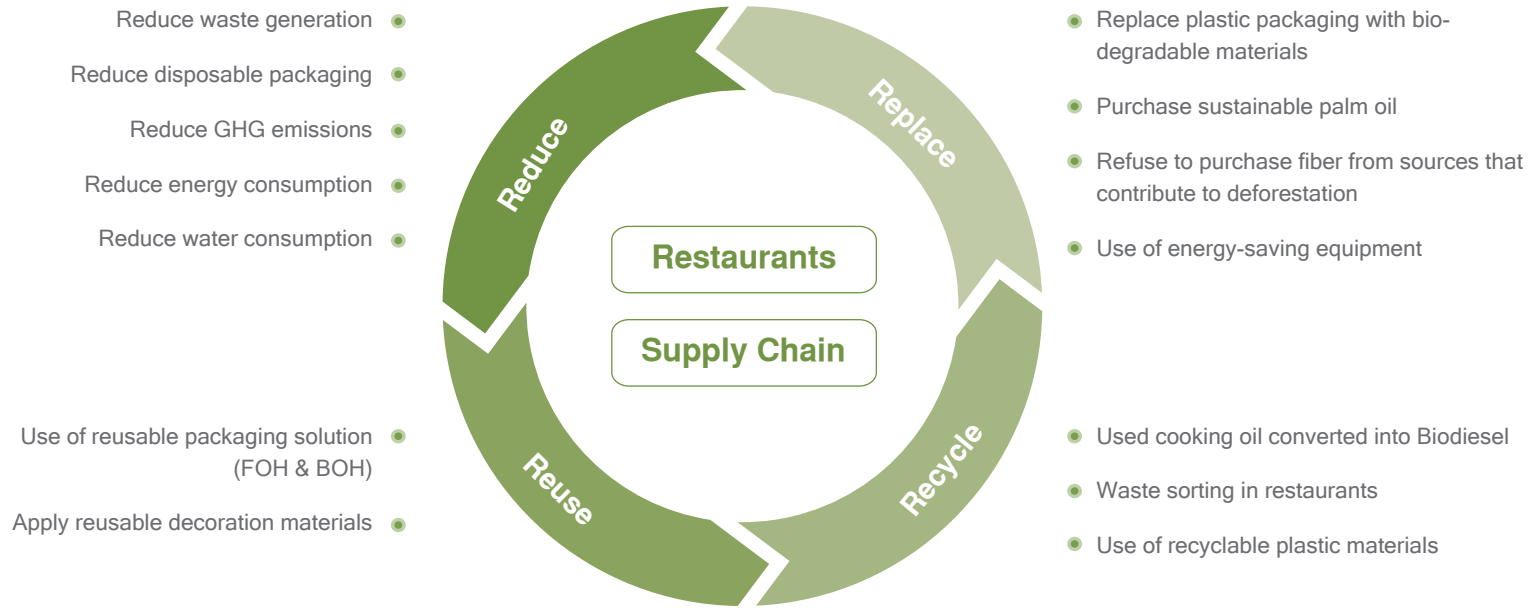 Reduce waste generation
Reduce disposable packaging
Reduce GHG emissions
Reduce energy consumption
Reduce water consumption
Reduce
Replace
Replace plastic packaging with bio-
degradable materials
Purchase sustainable palm oil
Refuse to purchase fiber from sources that
contribute to deforestation
Use of energy-saving equipment
Restaurants
Supply Chain
Use of reusable packaging solution
(FOH & BOH)
Apply reusable decoration materials
Reuse
Recycle
Used cooking oil converted into Biodiesel
Waste sorting in restaurants
Use of recyclable plastic materials